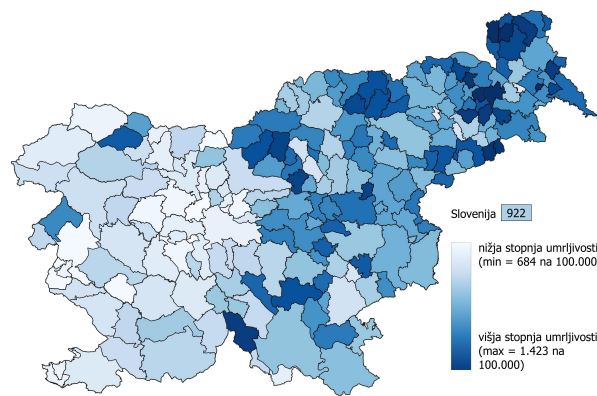 Slovenija 922
nižja stopnja umrljivosti
(min = 684 na 100.000
višja stopnja umrljivosti
(max = 1.423 na
100.000)